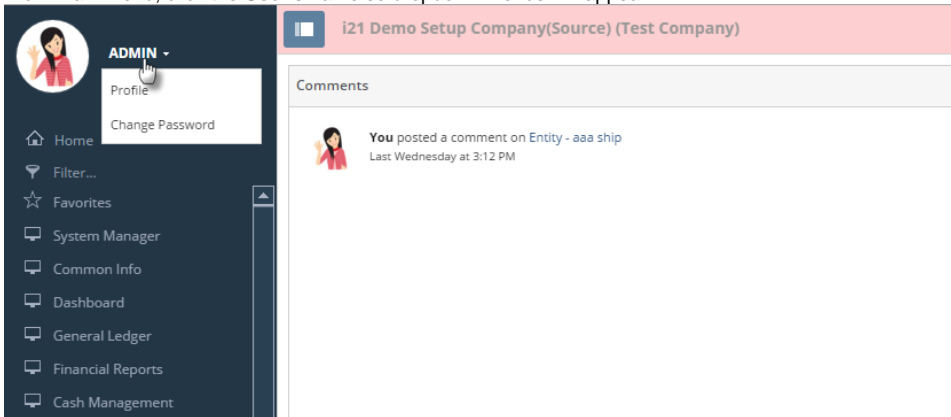 ADMIN
Profile
Change Password
Home
Filter...
Favorites
System Manager
Common Info
Dashboard
General Ledger
Financial Reports
Cash Management
i21 Demo Setup Company(Source) (Test Company)
Comments
You posted a comment on Entity - aaa ship
Last Wednesday at 3:12 PM